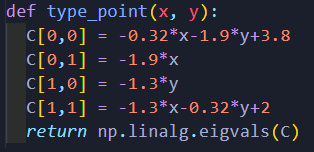 def type_point(x, y):
  C[0,0] = -0.32*x-1.9*y+3.8
  C[0,1] = -1.9*x
  C[1,0] = -1.3*y
  C[1,1] = -1.3*x-0.32*y+2
  return np.linalg.eigvals(C)